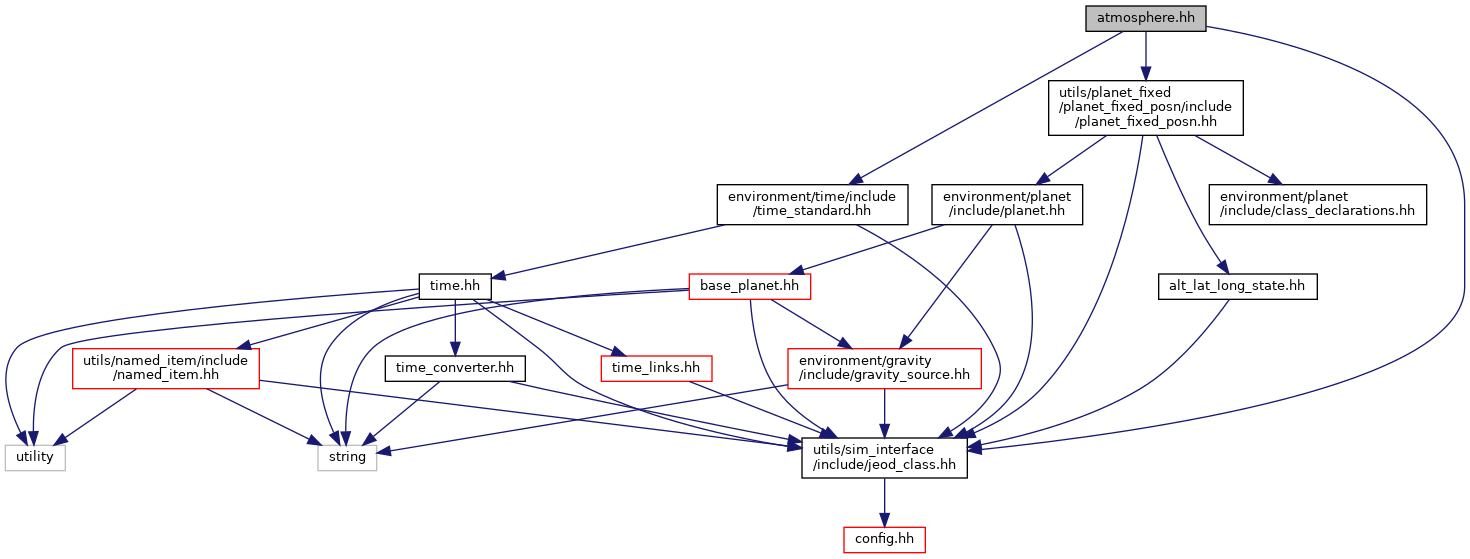 atmosphere.hh
utils/planet_fixed
/planet_fixed_posn/include
/planet_fixed_posn.hh
environment/time/include
/time_standard.hh
environment/planet
/include/planet.hh
environment/planet
/include/class_declarations.hh
time.hh
base_planet.hh
alt_lat_long_state.hh
utils/named_item/include
/named_item.hh
time_converter.hh
time_links.hh
environment/gravity
/include/gravity_source.hh
utility
string
utils/sim_interface
/include/jeod_class.hh
config.hh